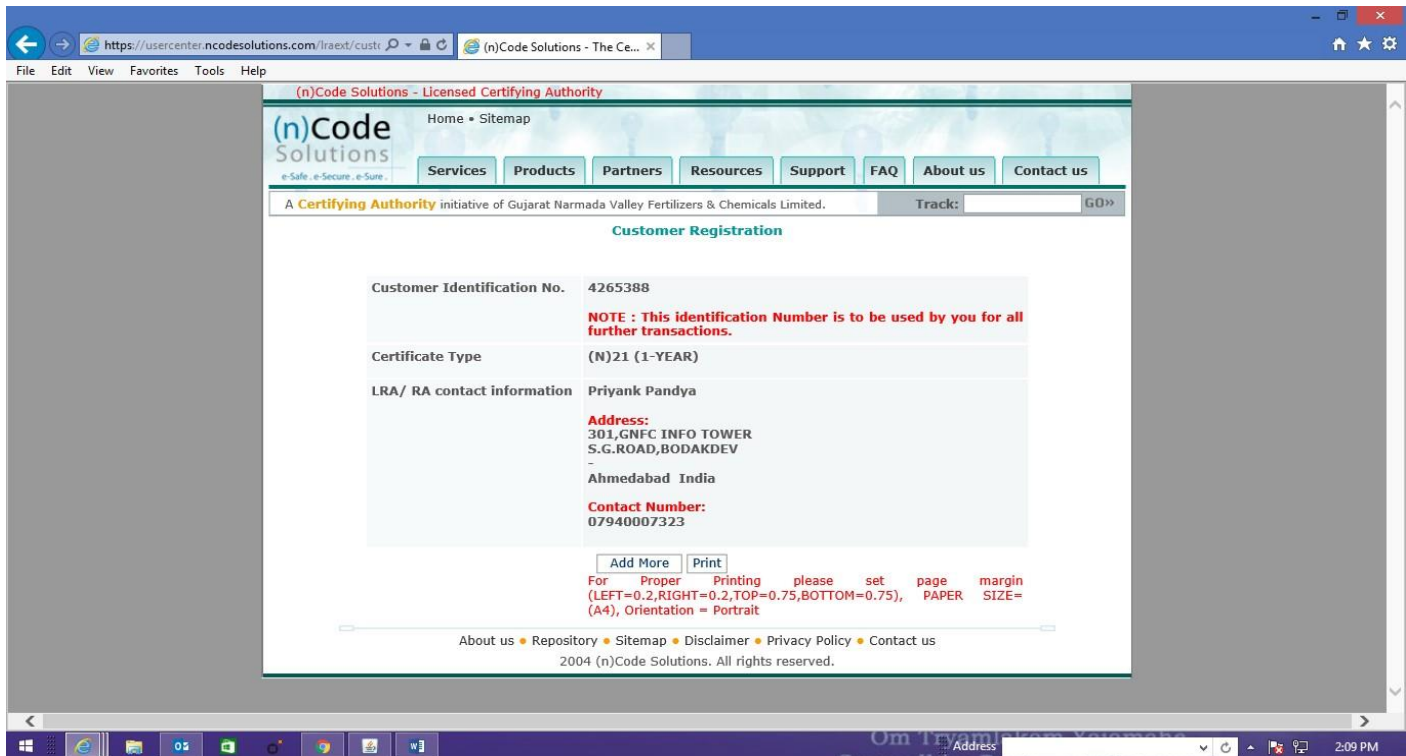 https://usercenter.ncodesolutions.com/lraext/custo
(n)Code Solutions - The Ce...
File Edit View Favorites Tools Help
(n)Code Solutions - Licensed Certifying Authority
(n)Code
Solutions
e-Safe . e-Secure . e-Sure .
Home • Sitemap
Services Products Partners Resources Support FAQ About us Contact us
A Certifying Authority initiative of Gujarat Narmada Valley Fertilizers & Chemicals Limited.
Track: GO»
Customer Registration
Customer Identification No. 4265388
NOTE : This identification Number is to be used by you for all
further transactions.
Certificate Type (N)21 (1-YEAR)
LRA/ RA contact information Priyank Pandya
Address:
301,GNFC INFO TOWER
S.G.ROAD,BODAKDEV
-
Ahmedabad India
Contact Number:
07940007323
Add More Print
For Proper Printing please set page margin
(LEFT=0.2,RIGHT=0.2,TOP=0.75,BOTTOM=0.75), PAPER SIZE=
(A4), Orientation = Portrait
About us • Repository • Sitemap • Disclaimer • Privacy Policy • Contact us
2004 (n)Code Solutions. All rights reserved.
Om
Address
2:09 PM